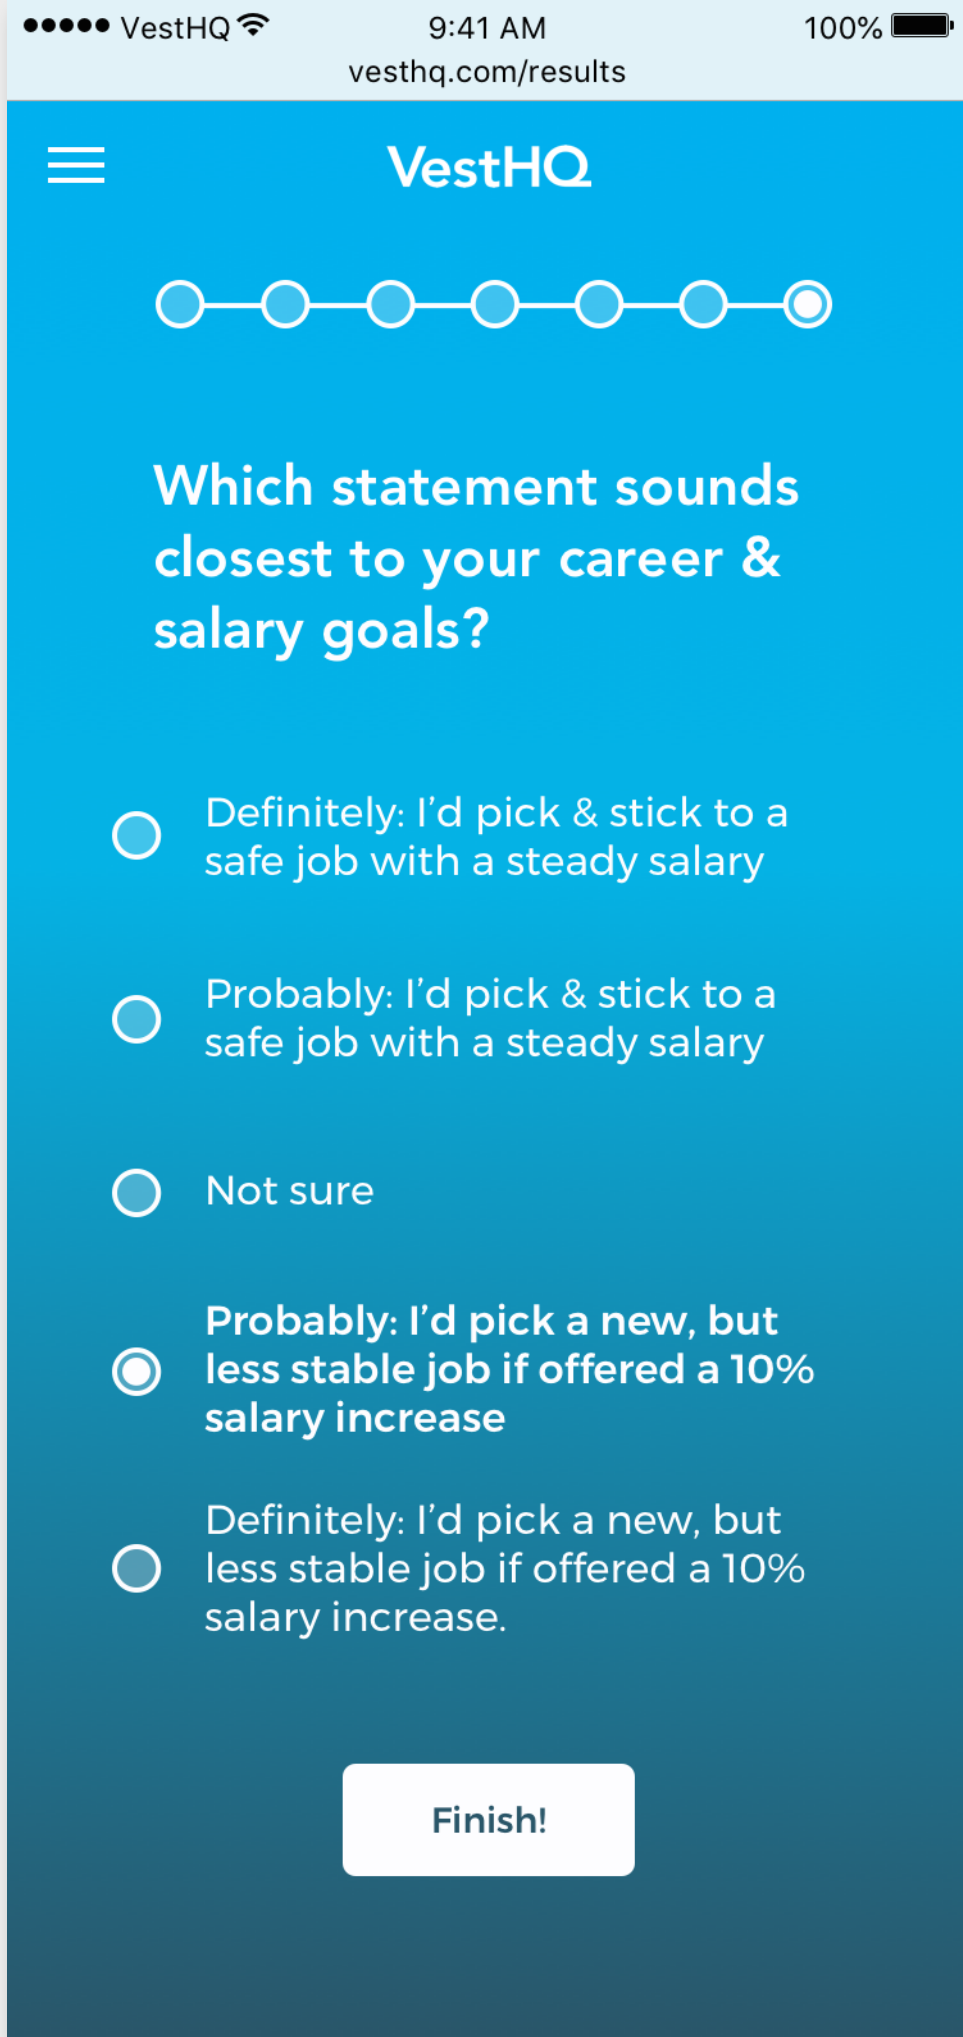 VestHQ 9:41 AM 100%
vesthq.com/results
VestHQ
Which statement sounds
closest to your career &
salary goals?
Definitely: I’d pick & stick to a
safe job with a steady salary
Probably: I’d pick & stick to a
safe job with a steady salary
Not sure
Probably: I’d pick a new, but
less stable job if offered a 10%
salary increase
Definitely: I’d pick a new, but
less stable job if offered a 10%
salary increase.
Finish!